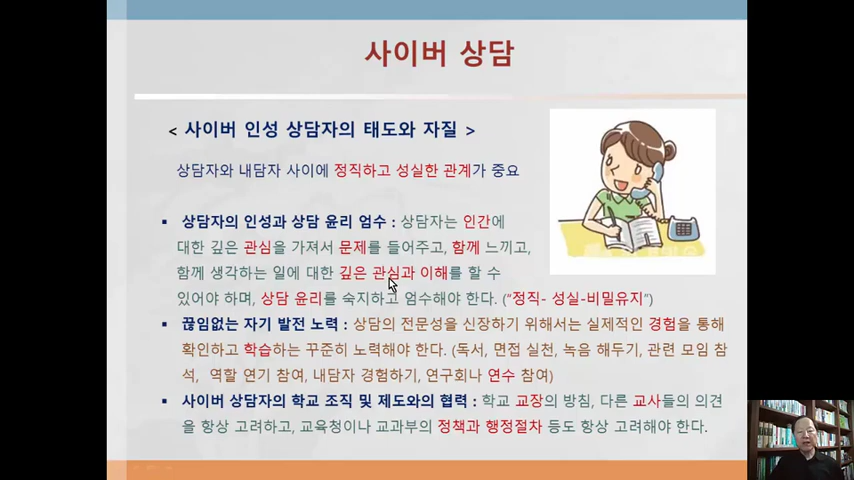 사이버 상담
< 사이버 인성 상담자의 태도와 자질 >
상담자와 내담자 사이에 정직하고 성실한 관계가 중요
▪ 상담자의 인성과 상담 윤리 엄수 : 상담자는 인간에
대한 깊은 관심을 가져서 문제를 들어주고, 함께 느끼고,
함께 생각하는 일에 대한 깊은 관심과 이해를 할 수
있어야 하며, 상담 윤리를 숙지하고 엄수해야 한다. (“정직- 성실-비밀유지”)
▪ 끊임없는 자기 발전 노력 : 상담의 전문성을 신장하기 위해서는 실제적인 경험을 통해
확인하고 학습하는 꾸준히 노력해야 한다. (독서, 면접 실천, 녹음 해두기, 관련 모임 참
석, 역할 연기 참여, 내담자 경험하기, 연구회나 연수 참여)
▪ 사이버 상담자의 학교 조직 및 제도와의 협력 : 학교 교장의 방침, 다른 교사들의 의견
을 항상 고려하고, 교육청이나 교과부의 정책과 행정절차 등도 항상 고려해야 한다.